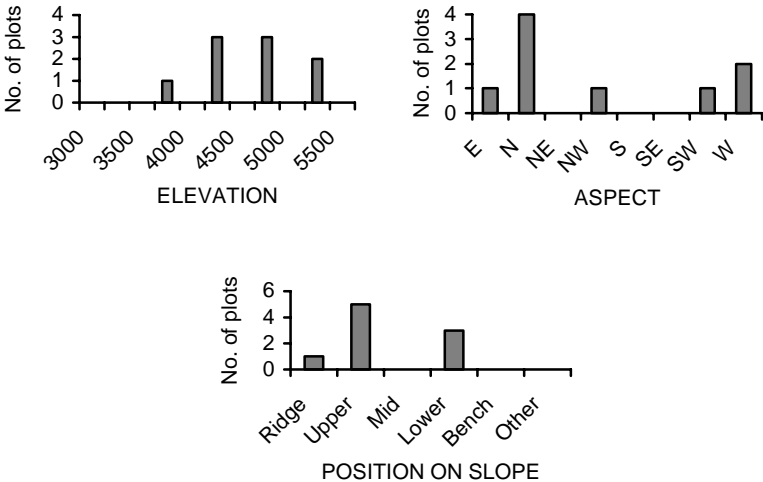 No. of plots
4
3
2
1
0
3000 3500 4000 4500 5000 5500
ELEVATION
No. of plots
4
3
2
1
0
E N NE NW S SE SW W
ASPECT
No. of plots
6
4
2
0
Ridge Upper Mid Lower Bench Other
POSITION ON SLOPE